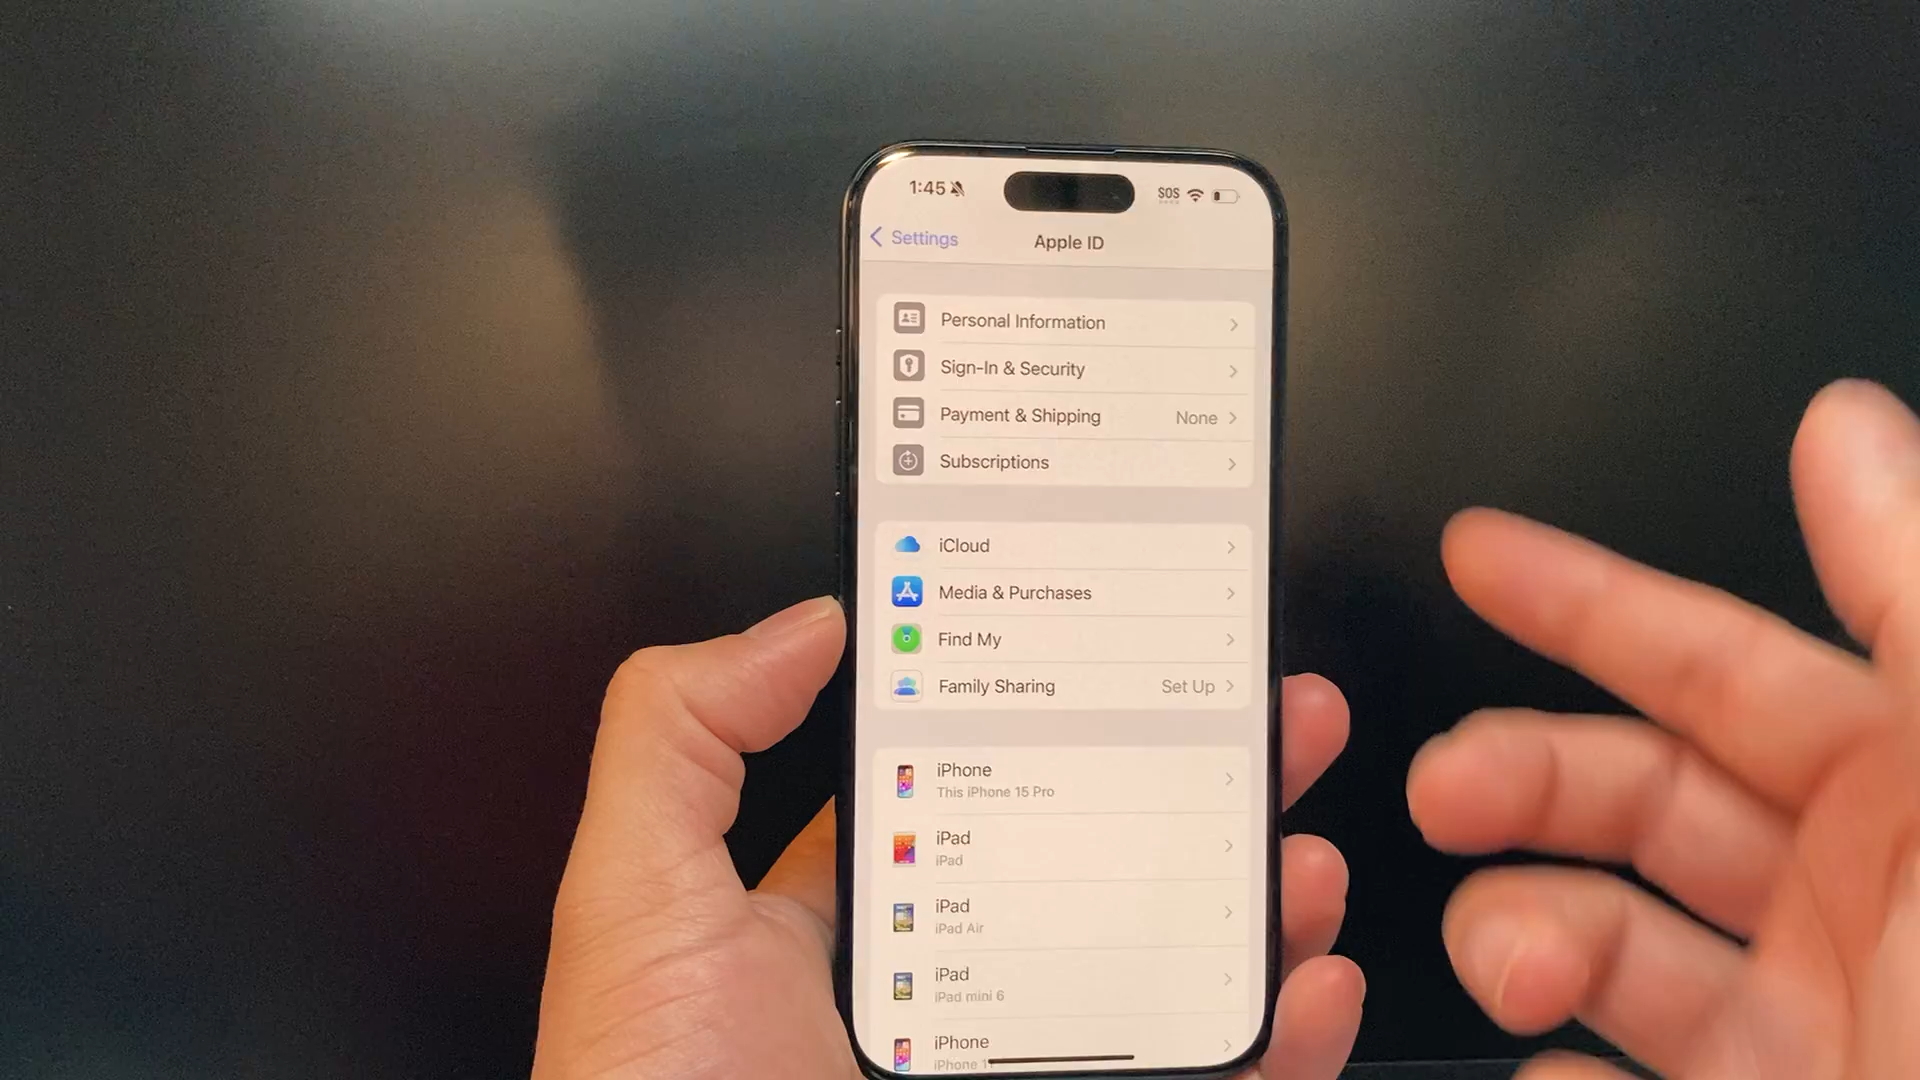 1:45
SOS
Settings
Apple ID
Personal Information
Sign-In & Security
Payment & Shipping None
Subscriptions
iCloud
Media & Purchases
Find My
Family Sharing Set Up
iPhone
This iPhone 15 Pro
iPad
iPad
iPad
iPad Air
iPad
iPad mini 6
iPhone
iPhone